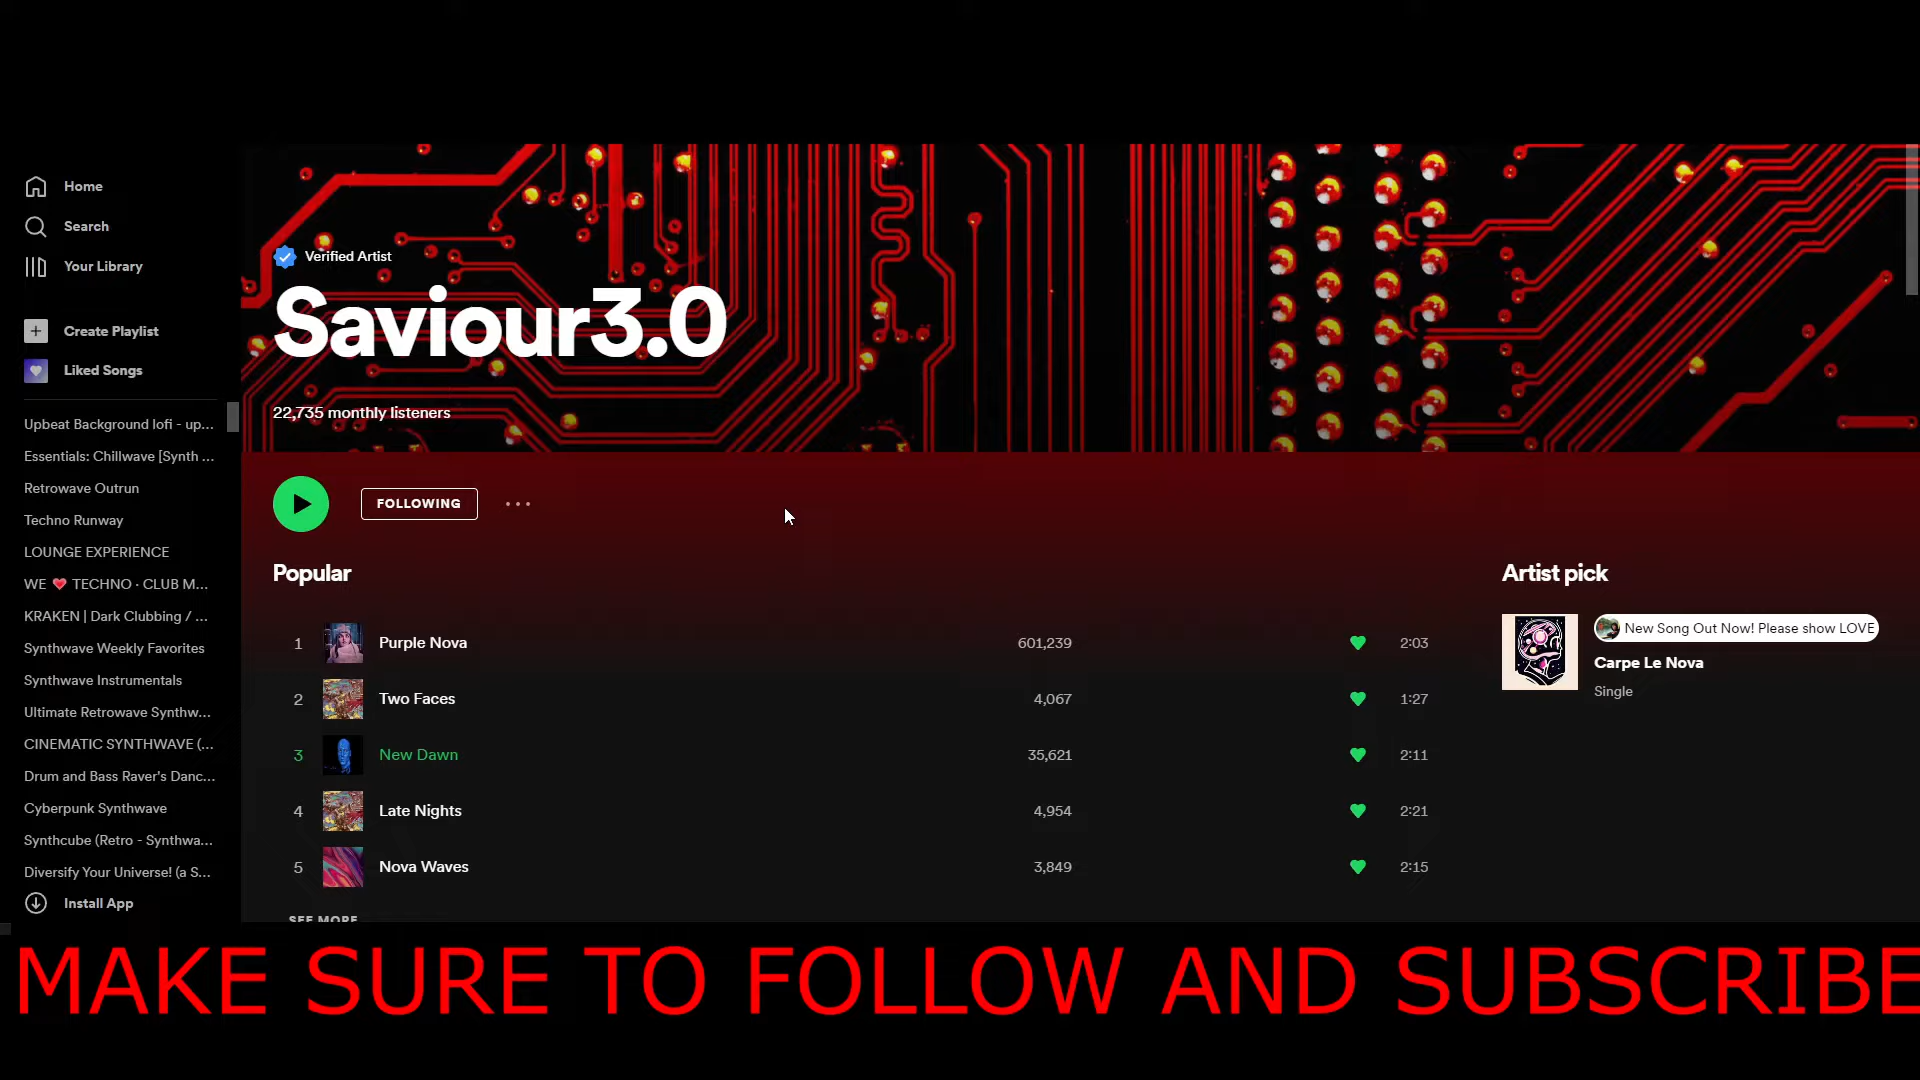 Home
Search
Your Library
Create Playlist
Liked Songs
Upbeat Background lofi - up...
Essentials: Chillwave [Synth ...
Retrowave Outrun
Techno Runway
LOUNGE EXPERIENCE
WE ❤️ TECHNO · CLUB M...
KRAKEN | Dark Clubbing / ...
Synthwave Weekly Favorites
Synthwave Instrumentals
Ultimate Retrowave Synthw...
CINEMATIC SYNTHWAVE (...
Drum and Bass Raver's Danc...
Cyberpunk Synthwave
Synthcube (Retro - Synthwa...
Diversify Your Universe! (a S...
Install App
Verified Artist
Saviour3.0
22,735 monthly listeners
FOLLOWING
Popular
1 Purple Nova 601,239 2:03
2 Two Faces 4,067 1:27
3 New Dawn 35,621 2:11
4 Late Nights 4,954 2:21
5 Nova Waves 3,849 2:15
SEE MORE
Artist pick
New Song Out Now! Please show LOVE
Carpe Le Nova
Single
MAKE SURE TO FOLLOW AND SUBSCRIBE